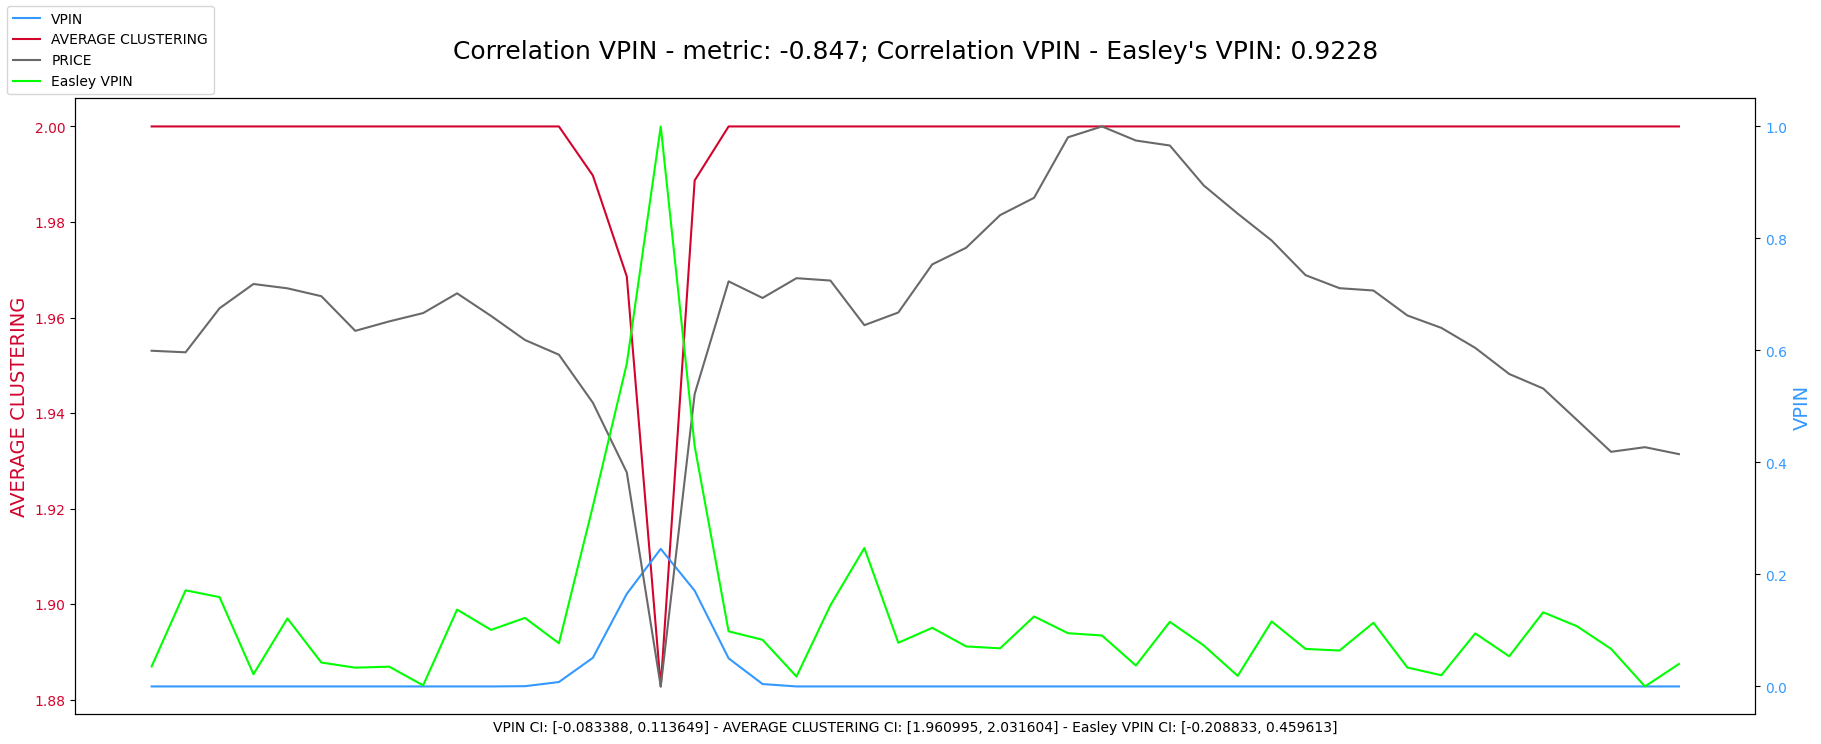 VPIN
AVERAGE CLUSTERING
PRICE
Easley VPIN
Correlation VPIN - metric: -0.847; Correlation VPIN - Easley's VPIN: 0.9228
2.00
1.98
1.96
1.94
1.92
1.90
1.88
AVERAGE CLUSTERING
1.0
0.8
0.6
0.4
0.2
0.0
VPIN
VPIN CI: [-0.083388, 0.113649] - AVERAGE CLUSTERING CI: [1.960995, 2.031604] - Easley VPIN CI: [-0.208833, 0.459613]